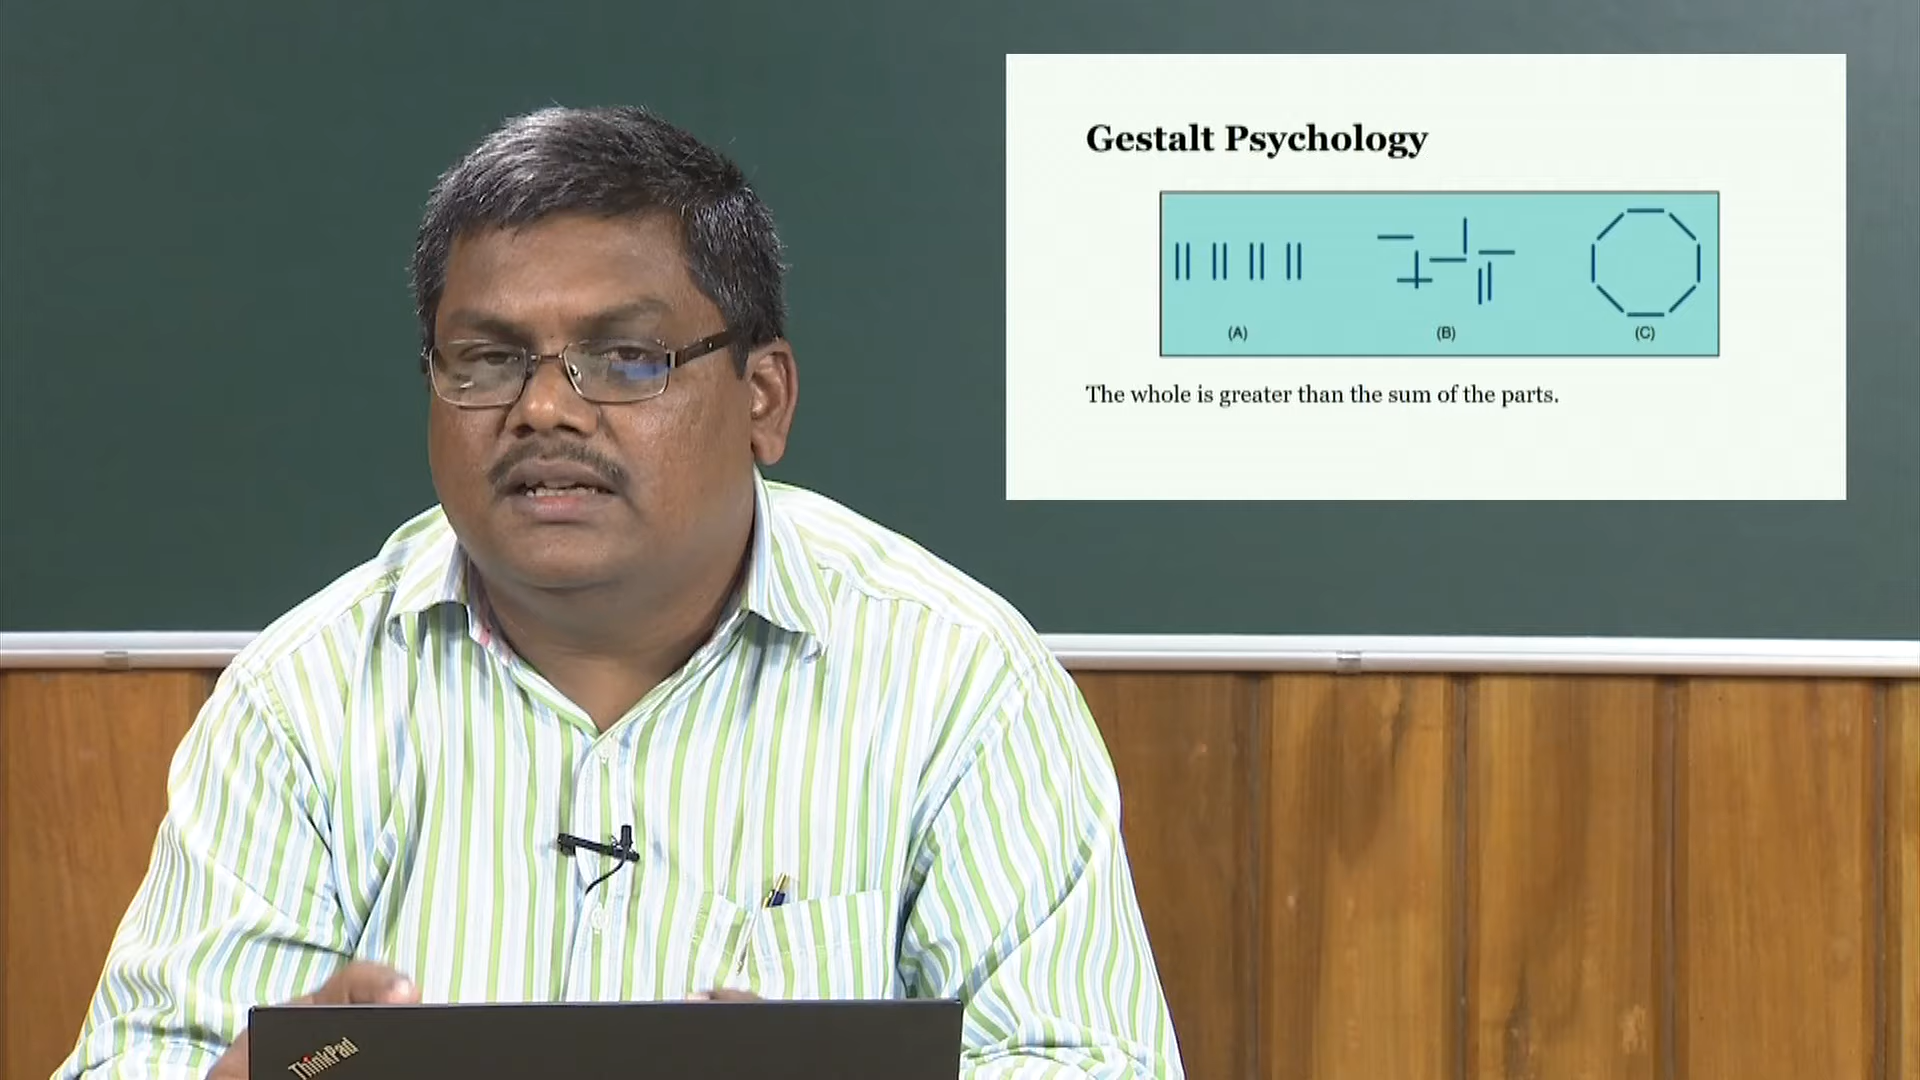 Gestalt Psychology
(A) (B) (C)
The whole is greater than the sum of the parts.
ThinkPad